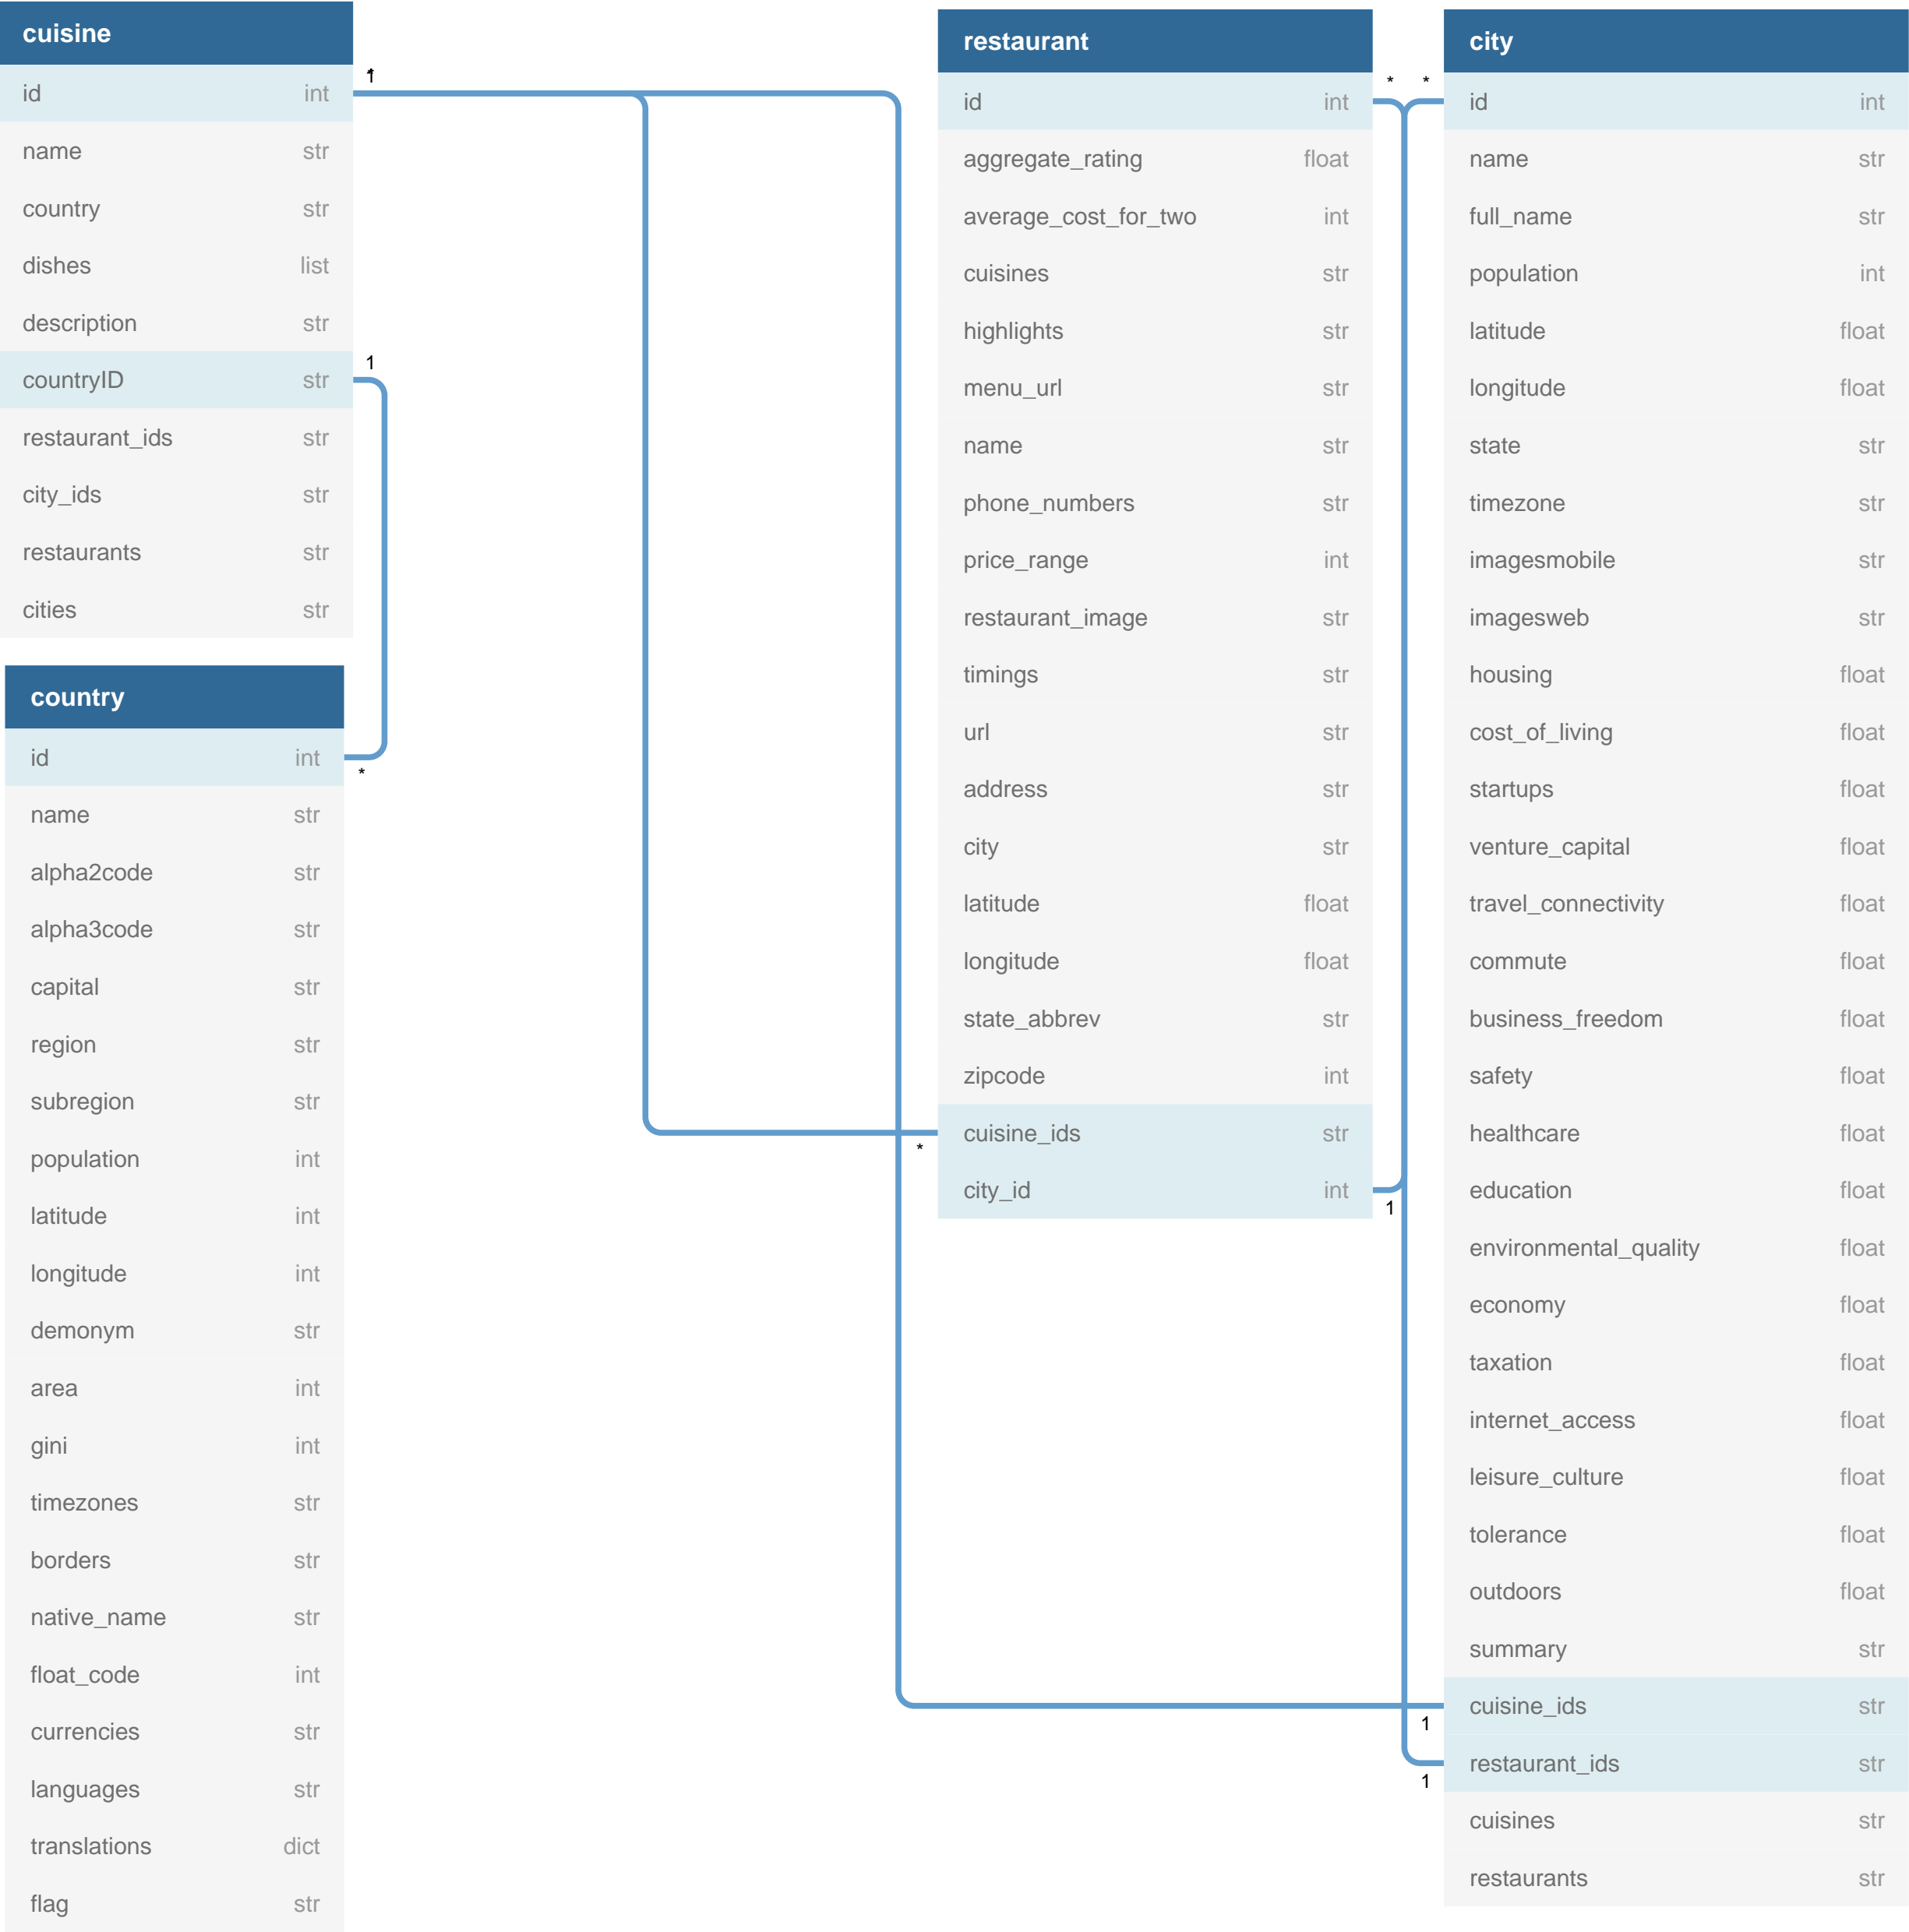 cuisine
id int
name str
country str
dishes list
description str
countryID str
restaurant_ids str
city_ids str
restaurants str
cities str
1
*
1
country
id int
*
name str
alpha2code str
alpha3code str
capital str
region str
subregion str
population int
latitude int
longitude int
demonym str
area int
gini int
timezones str
borders str
native_name str
float_code int
currencies str
languages str
translations dict
flag str
restaurant
id int
aggregate_rating float
average_cost_for_two int
cuisines str
highlights str
menu_url str
name str
phone_numbers str
price_range int
restaurant_image str
timings str
url str
address str
city str
latitude float
longitude float
state_abbrev str
zipcode int
cuisine_ids str
city_id int
*
*
1
*
city
id int
name str
full_name str
population int
latitude float
longitude float
state str
timezone str
imagesmobile str
imagesweb str
housing float
cost_of_living float
startups float
venture_capital float
travel_connectivity float
commute float
business_freedom float
safety float
healthcare float
education float
environmental_quality float
economy float
taxation float
internet_access float
leisure_culture float
tolerance float
outdoors float
summary str
cuisine_ids str
restaurant_ids str
cuisines str
restaurants str
1
1